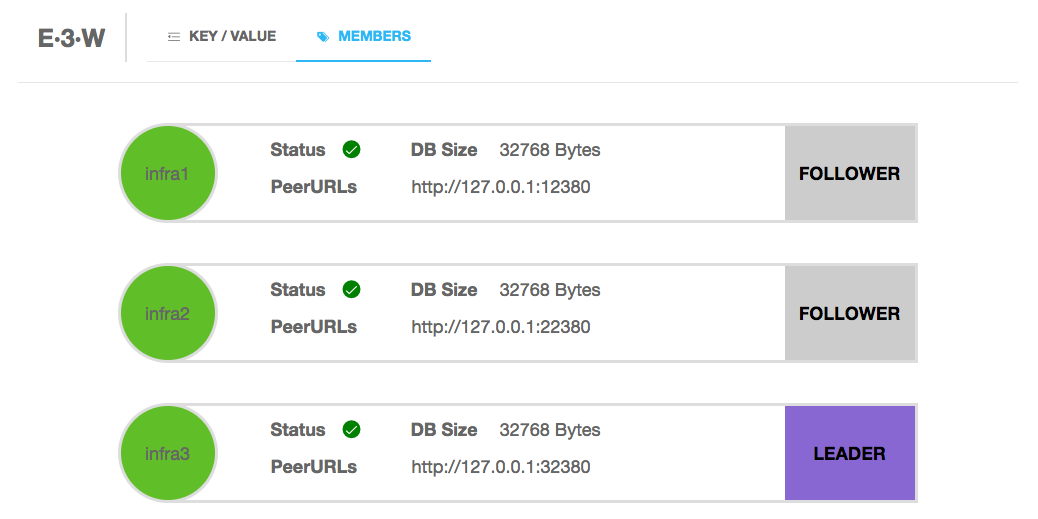 E·3·W KEY / VALUE MEMBERS
infra1 Status DB Size 32768 Bytes FOLLOWER
PeerURLs http://127.0.0.1:12380
infra2 Status DB Size 32768 Bytes FOLLOWER
PeerURLs http://127.0.0.1:22380
infra3 Status DB Size 32768 Bytes LEADER
PeerURLs http://127.0.0.1:32380